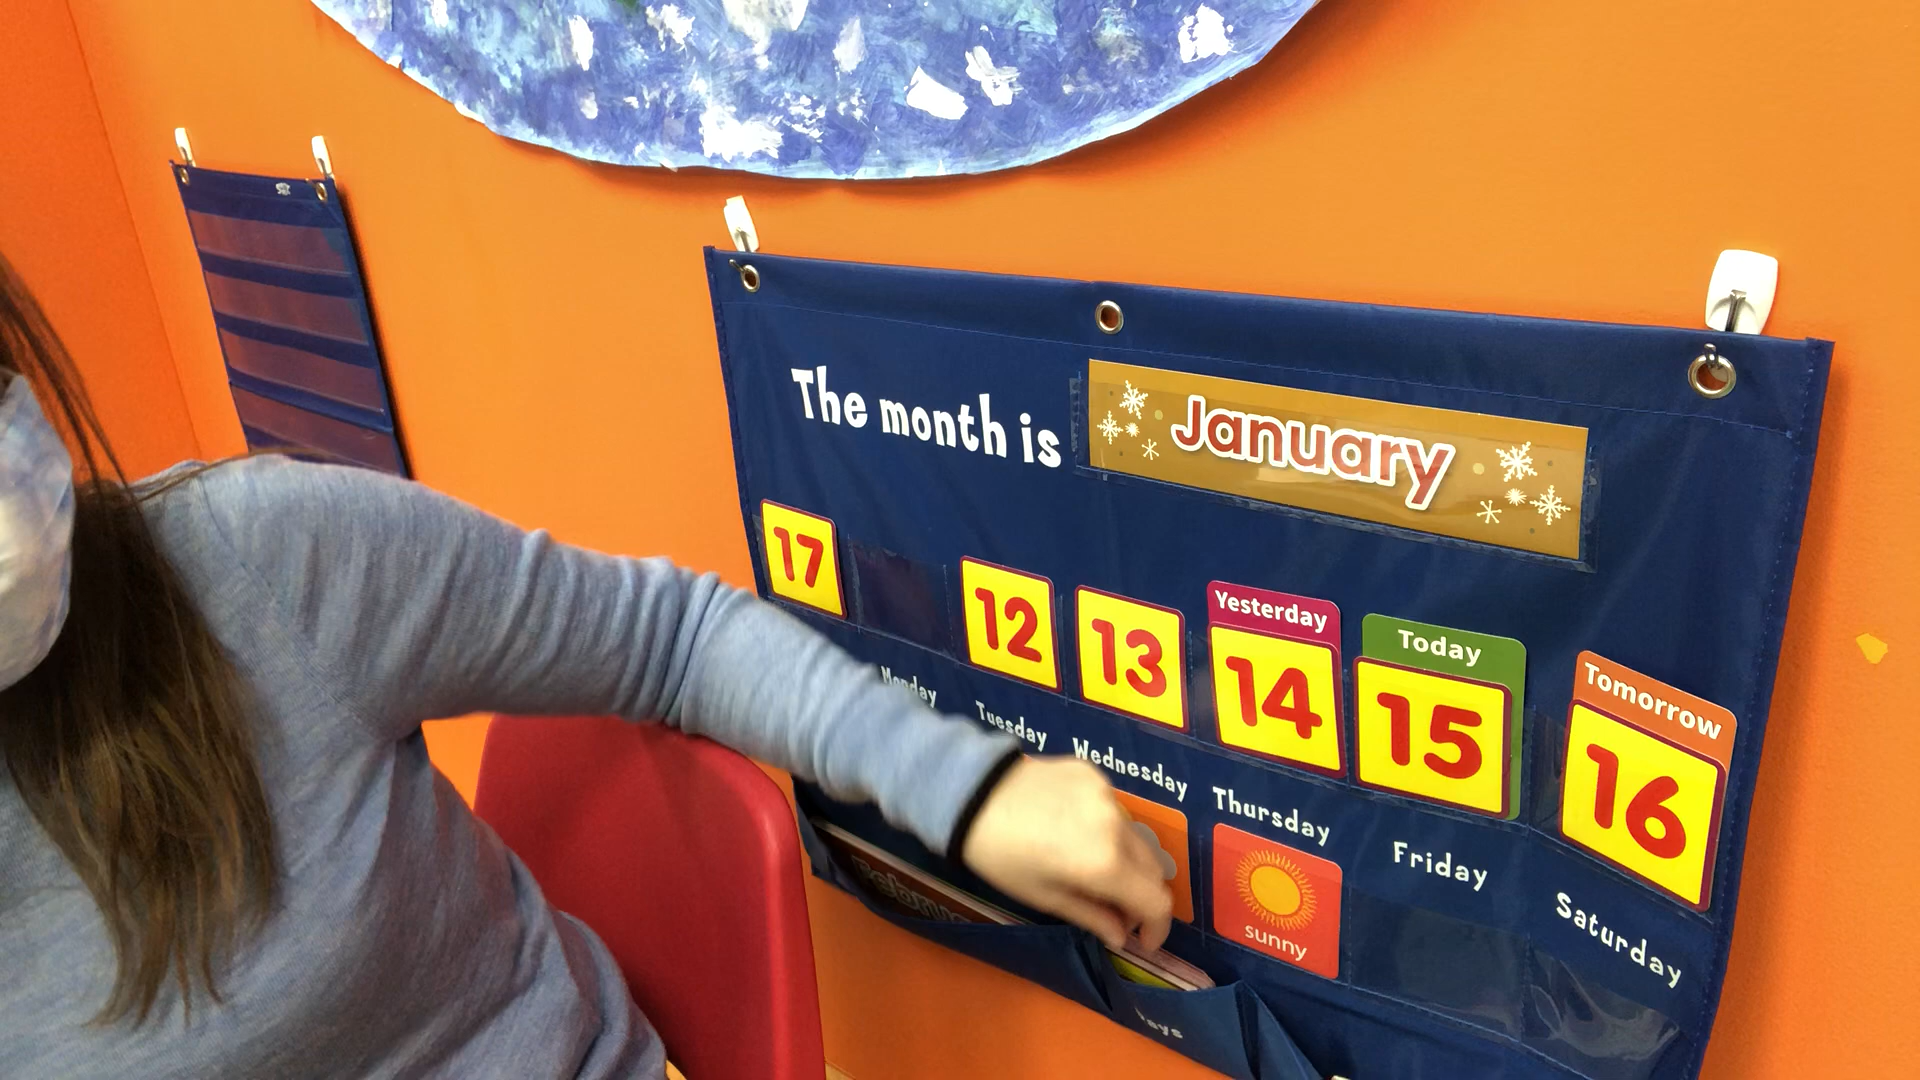 The month is January
17 12 13 Yesterday 14 Today 15 Tomorrow 16
Monday Tuesday Wednesday Thursday Friday Saturday
sunny